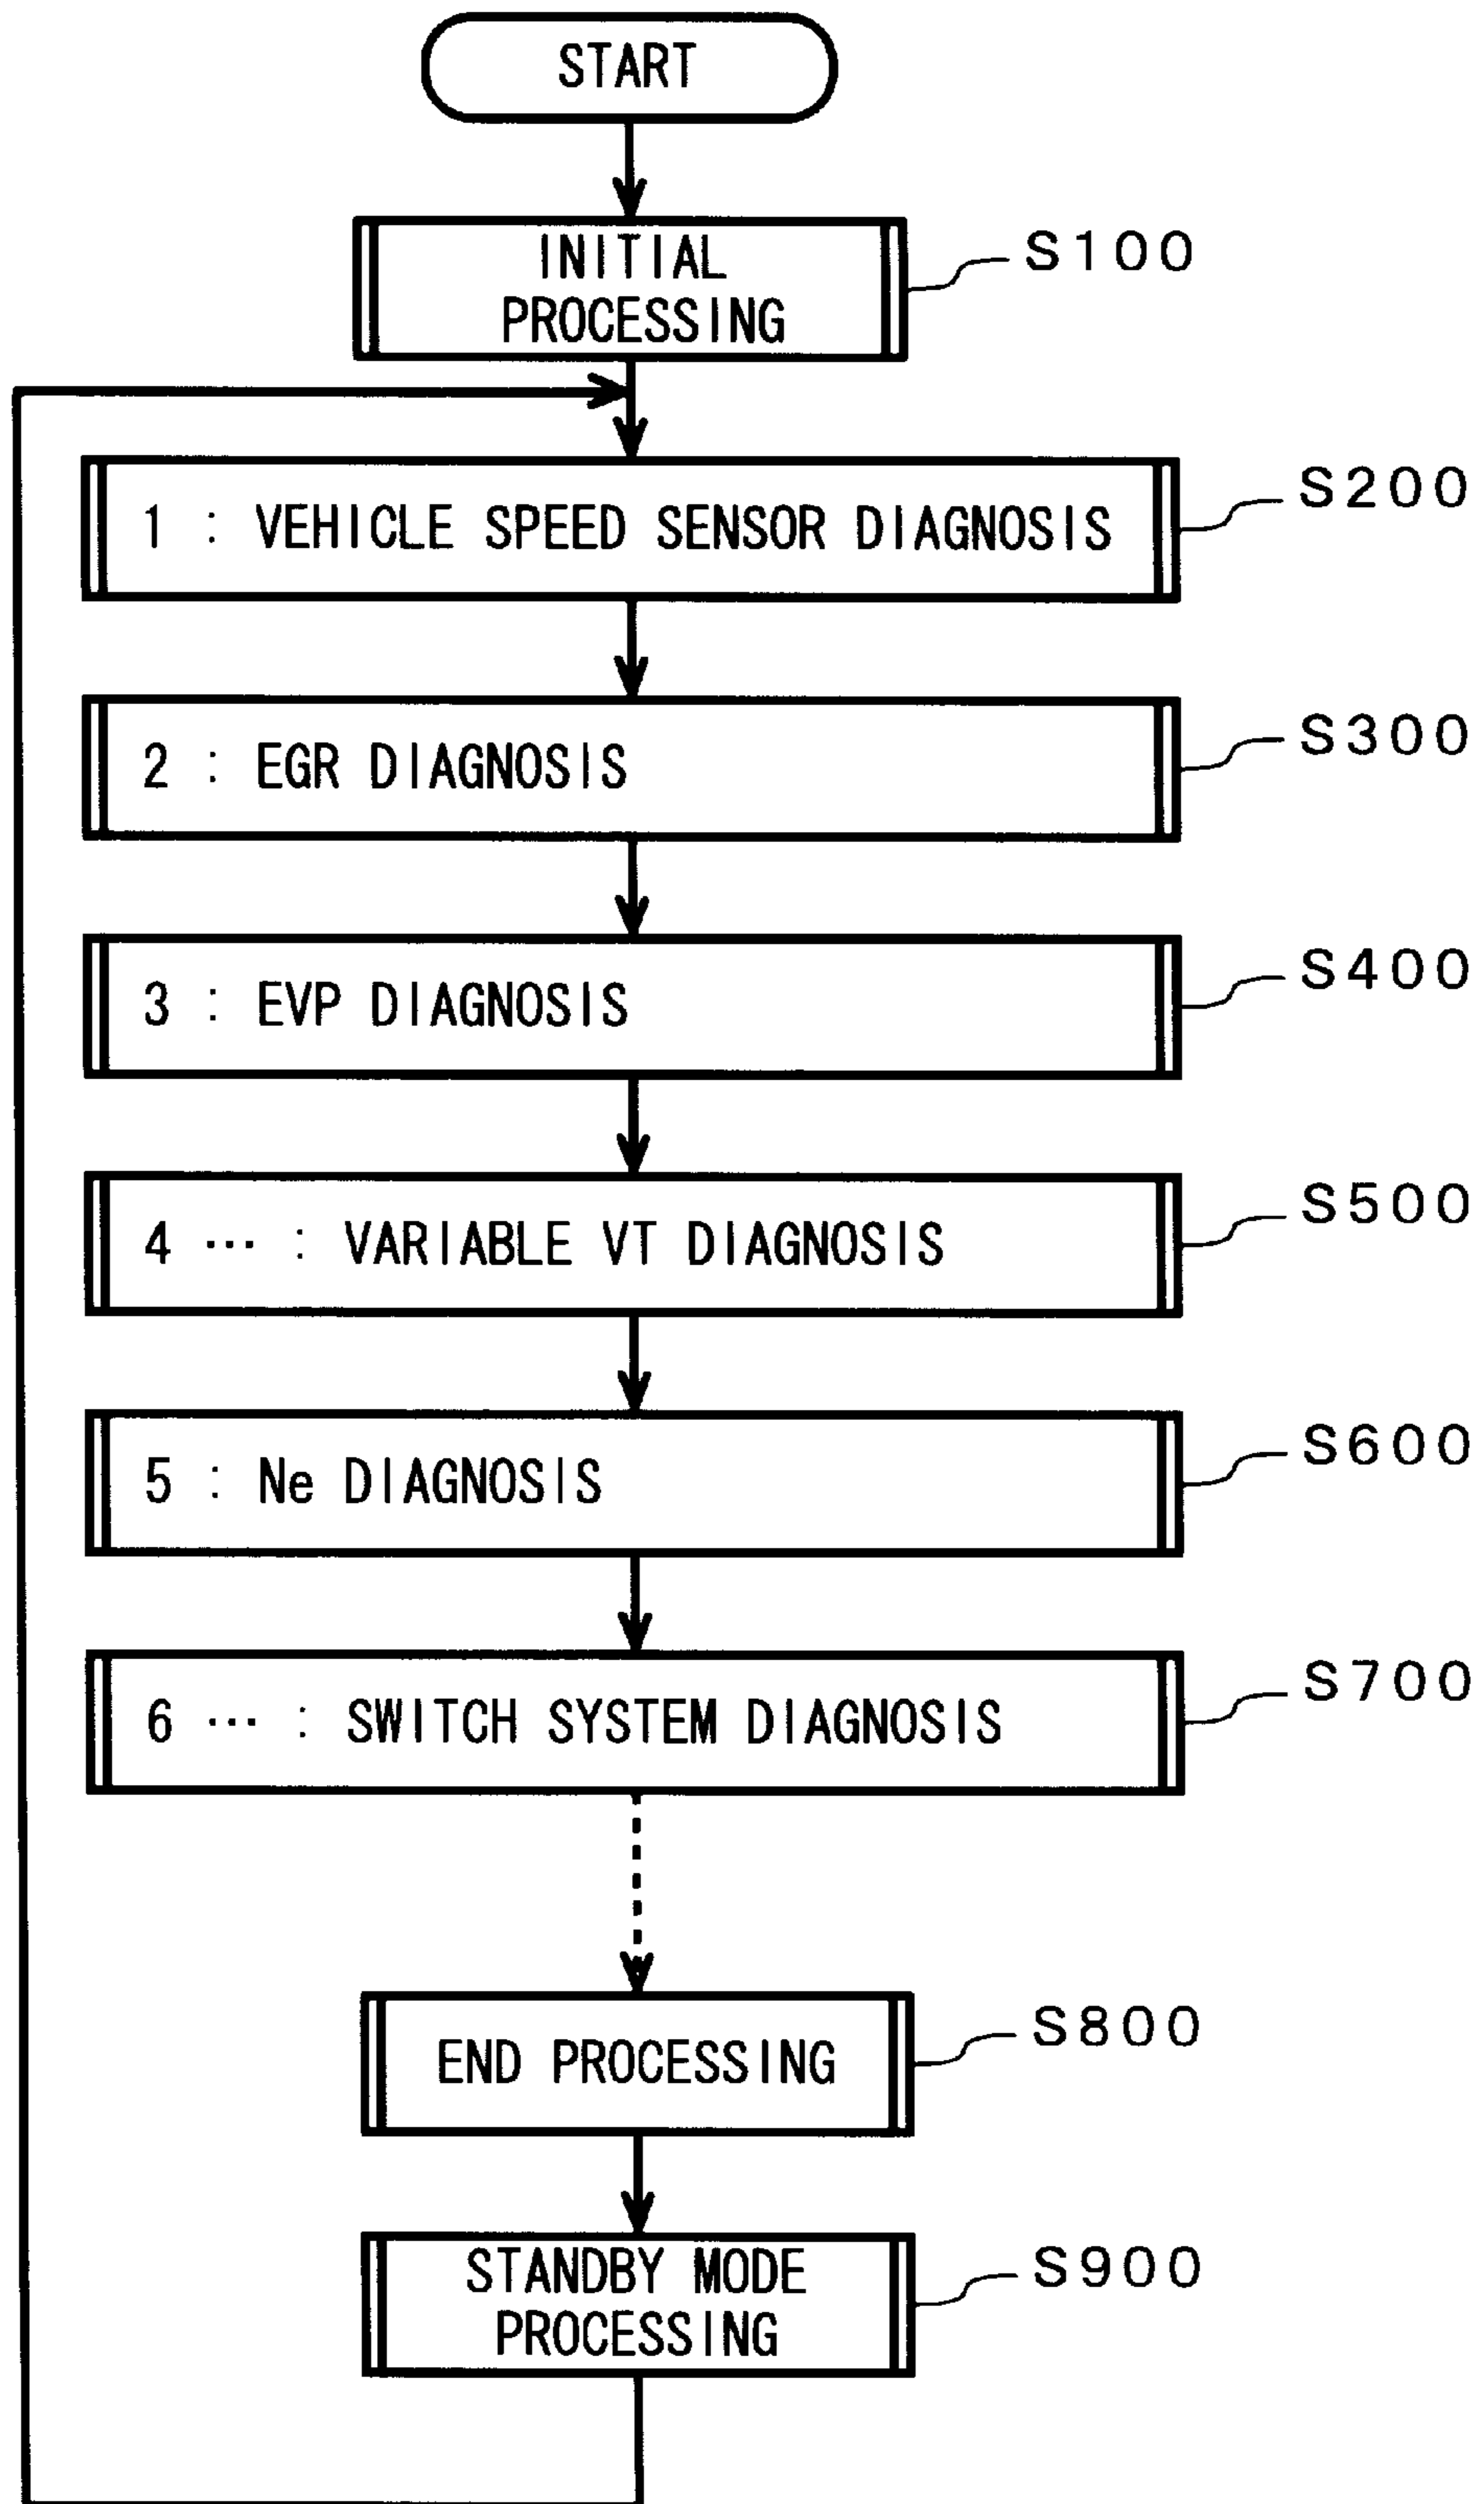 START
INITIAL
PROCESSING
S100
1 : VEHICLE SPEED SENSOR DIAGNOSIS
S200
2 : EGR DIAGNOSIS
S300
3 : EVP DIAGNOSIS
S400
4 ... : VARIABLE VT DIAGNOSIS
S500
5 : Ne DIAGNOSIS
S600
6 ... : SWITCH SYSTEM DIAGNOSIS
S700
END PROCESSING
S800
STANDBY MODE
PROCESSING
S900